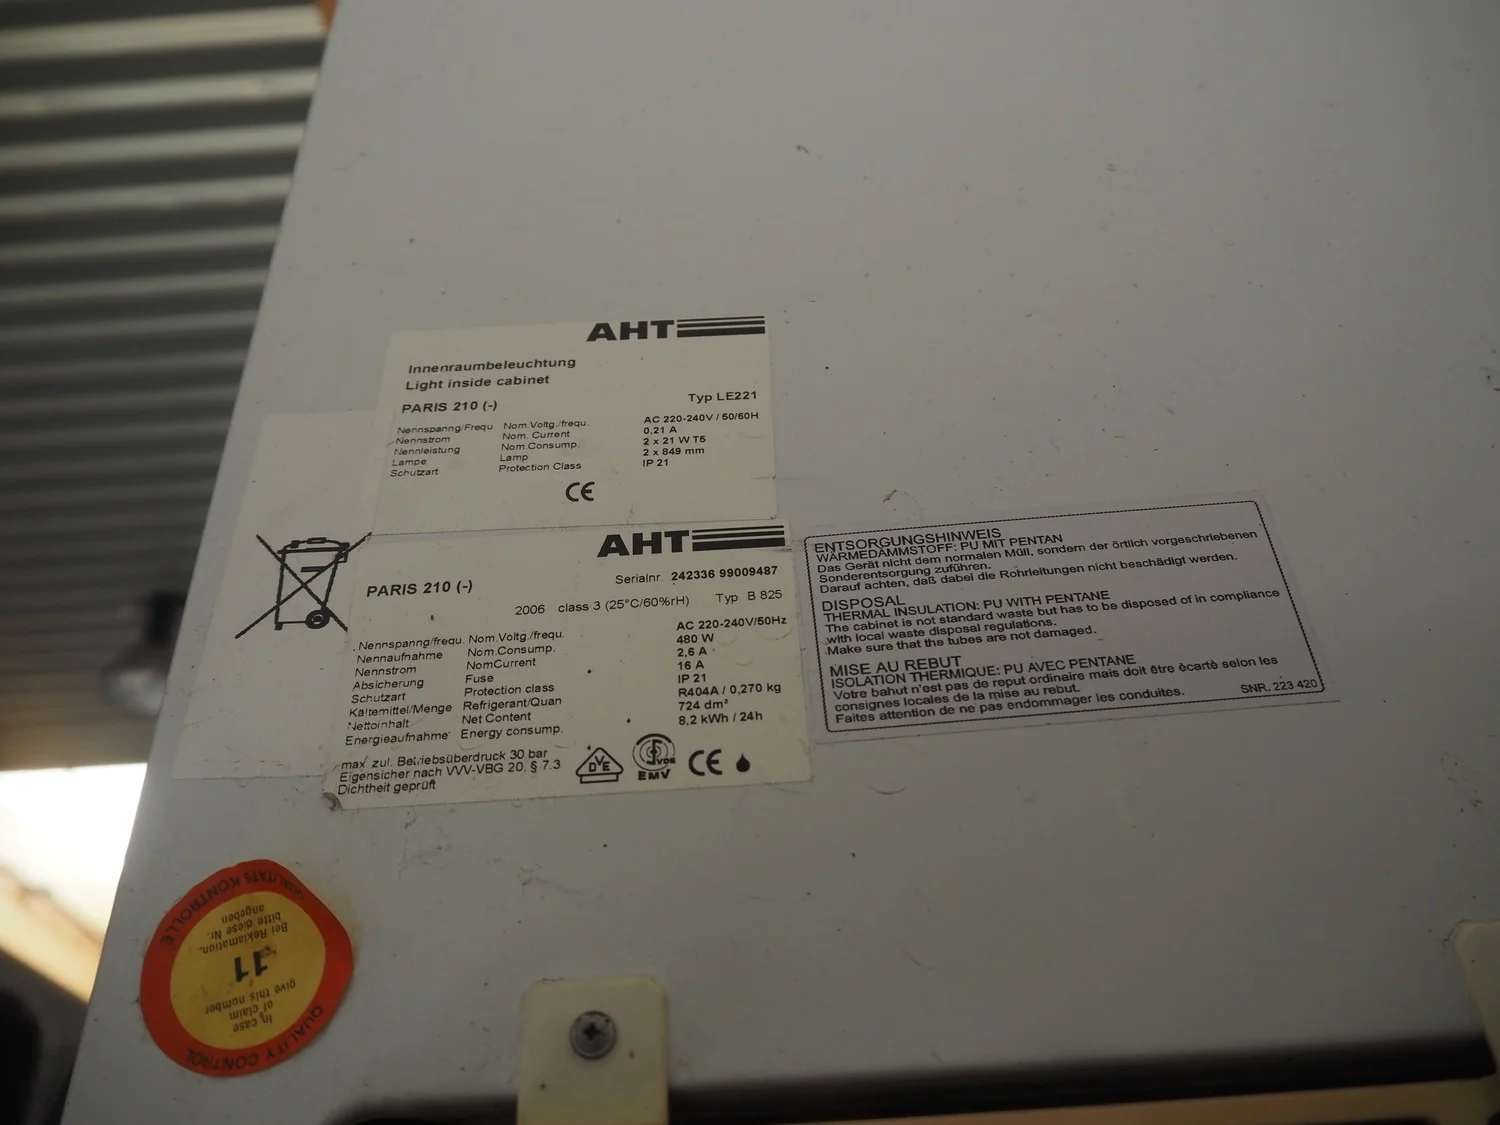 AHT
Innenraumbeleuchtung
Light inside cabinet
PARIS 210 (-) Typ LE221
Nennspanng/Frequ Nom.Voltg./frequ. AC 220-240V / 50/60H
Nennstrom Nom. Current 0,21 A
Nennleistung Nom.Consump. 2 x 21 W T5
Lampe Lamp 2 x 849 mm
Schutzart Protection Class IP 21
CE
AHT
PARIS 210 (-) Serialnr. 242336 99009487
2006 class 3 (25°C/60%rH) Typ B 825
Nennspanng/frequ. Nom.Voltg./frequ. AC 220-240V/50Hz
Nennaufnahme Nom.Consump. 480 W
Nennstrom NomCurrent 2,6 A
Absicherung Fuse 16 A
Schutzart Protection class IP 21
Kältemittel/Menge Refrigerant/Quan R404A / 0,270 kg
Nettoinhalt Net Content 724 dm³
Energieaufnahme Energy consump. 8,2 kWh / 24h
max zul. Betriebsüberdruck 30 bar
Eigensicher nach VVV-VBG 20, § 7.3
Dichtheit geprüft
DVE
VDE
EMV
CE
ENTSORGUNGSHINWEIS
WÄRMEDÄMMSTOFF: PU MIT PENTAN
Das Gerät nicht dem normalen Müll, sondern der örtlich vorgeschriebenen
Sonderentsorgung zuführen.
Darauf achten, daß dabei die Rohrleitungen nicht beschädigt werden.
DISPOSAL
THERMAL INSULATION: PU WITH PENTANE
The cabinet is not standard waste but has to be disposed of in compliance
with local waste disposal regulations.
Make sure that the tubes are not damaged.
MISE AU REBUT
ISOLATION THERMIQUE: PU AVEC PENTANE
Votre bahut n'est pas de reput ordinaire mais doit être ècartè selon les
consignes locales de la mise au rebut.
Faites attention de ne pas endommager les conduites.
SNR. 223 420
QUALITÄTS KONTROLLE
Bei Reklamation,
bitte diese Nr.
angeben
11
In case
of claim
give this number
QUALITY CONTROL